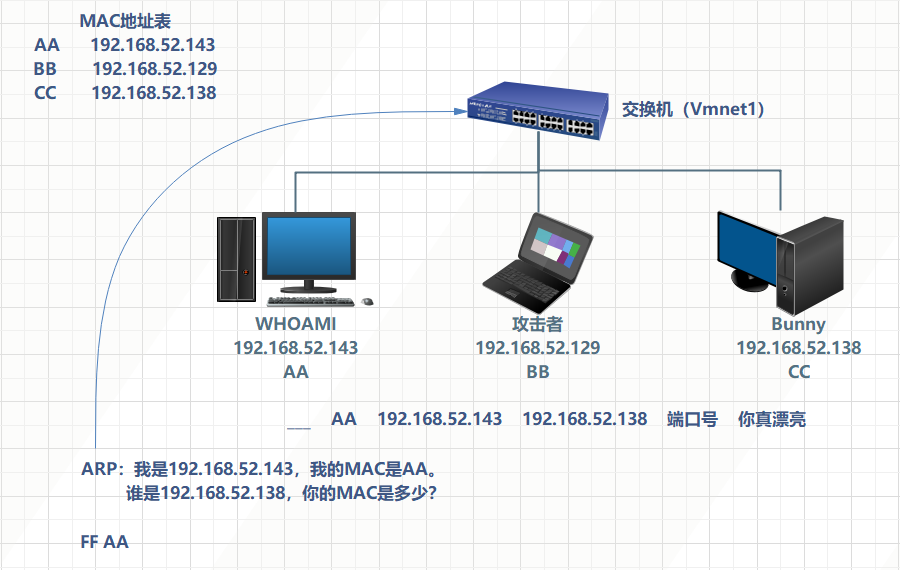 MAC地址表
AA 192.168.52.143
BB 192.168.52.129
CC 192.168.52.138
交换机（Vmnet1）
WHOAMI
192.168.52.143
AA
攻击者
192.168.52.129
BB
Bunny
192.168.52.138
CC
___ AA 192.168.52.143 192.168.52.138 端口号 你真漂亮
ARP：我是192.168.52.143，我的MAC是AA。
谁是192.168.52.138，你的MAC是多少？
FF AA